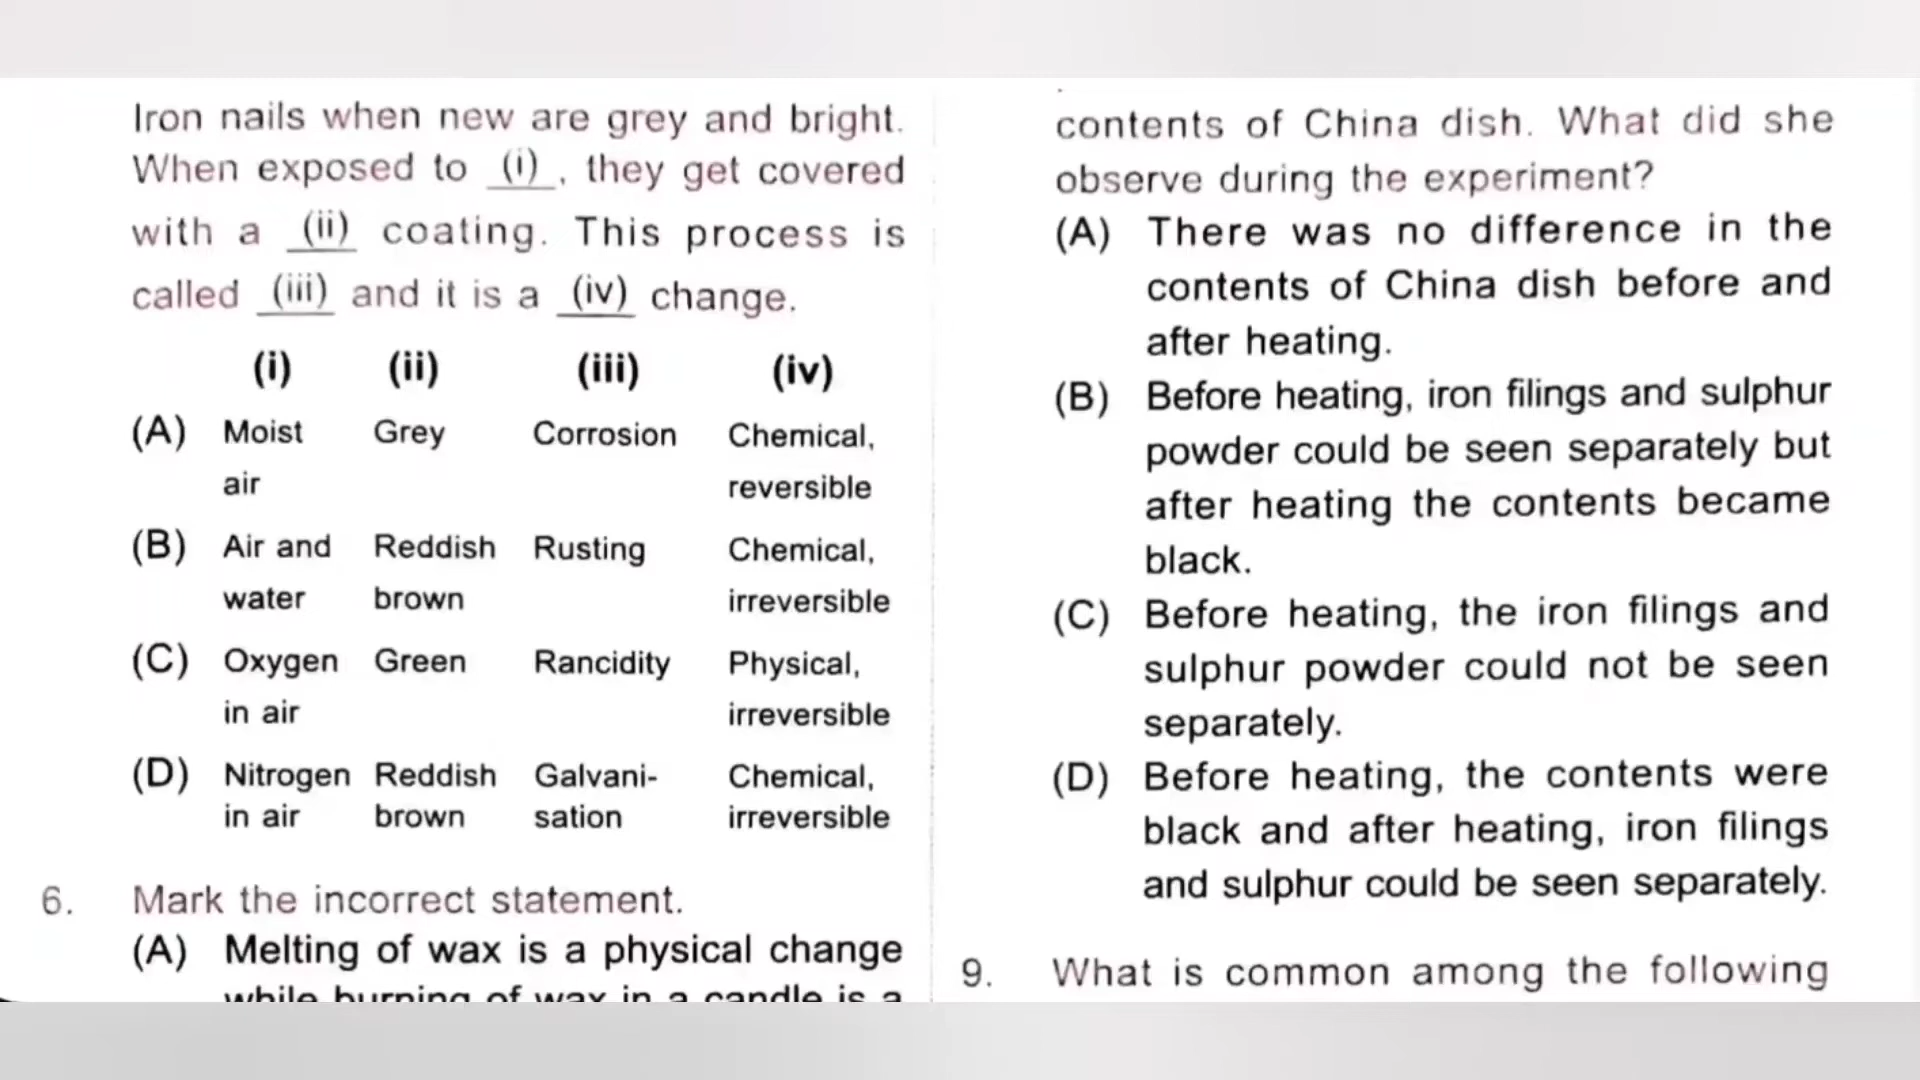 Iron nails when new are grey and bright.
When exposed to (i), they get covered
with a (ii) coating. This process is
called (iii) and it is a (iv) change.
(i) (ii) (iii) (iv)
(A) Moist Grey Corrosion Chemical,
air reversible
(B) Air and Reddish Rusting Chemical,
water brown irreversible
(C) Oxygen Green Rancidity Physical,
in air irreversible
(D) Nitrogen Reddish Galvani- Chemical,
in air brown sation irreversible
6. Mark the incorrect statement.
(A) Melting of wax is a physical change
while burning of wax in a candle is a
contents of China dish. What did she
observe during the experiment?
(A) There was no difference in the
contents of China dish before and
after heating.
(B) Before heating, iron filings and sulphur
powder could be seen separately but
after heating the contents became
black.
(C) Before heating, the iron filings and
sulphur powder could not be seen
separately.
(D) Before heating, the contents were
black and after heating, iron filings
and sulphur could be seen separately.
9. What is common among the following